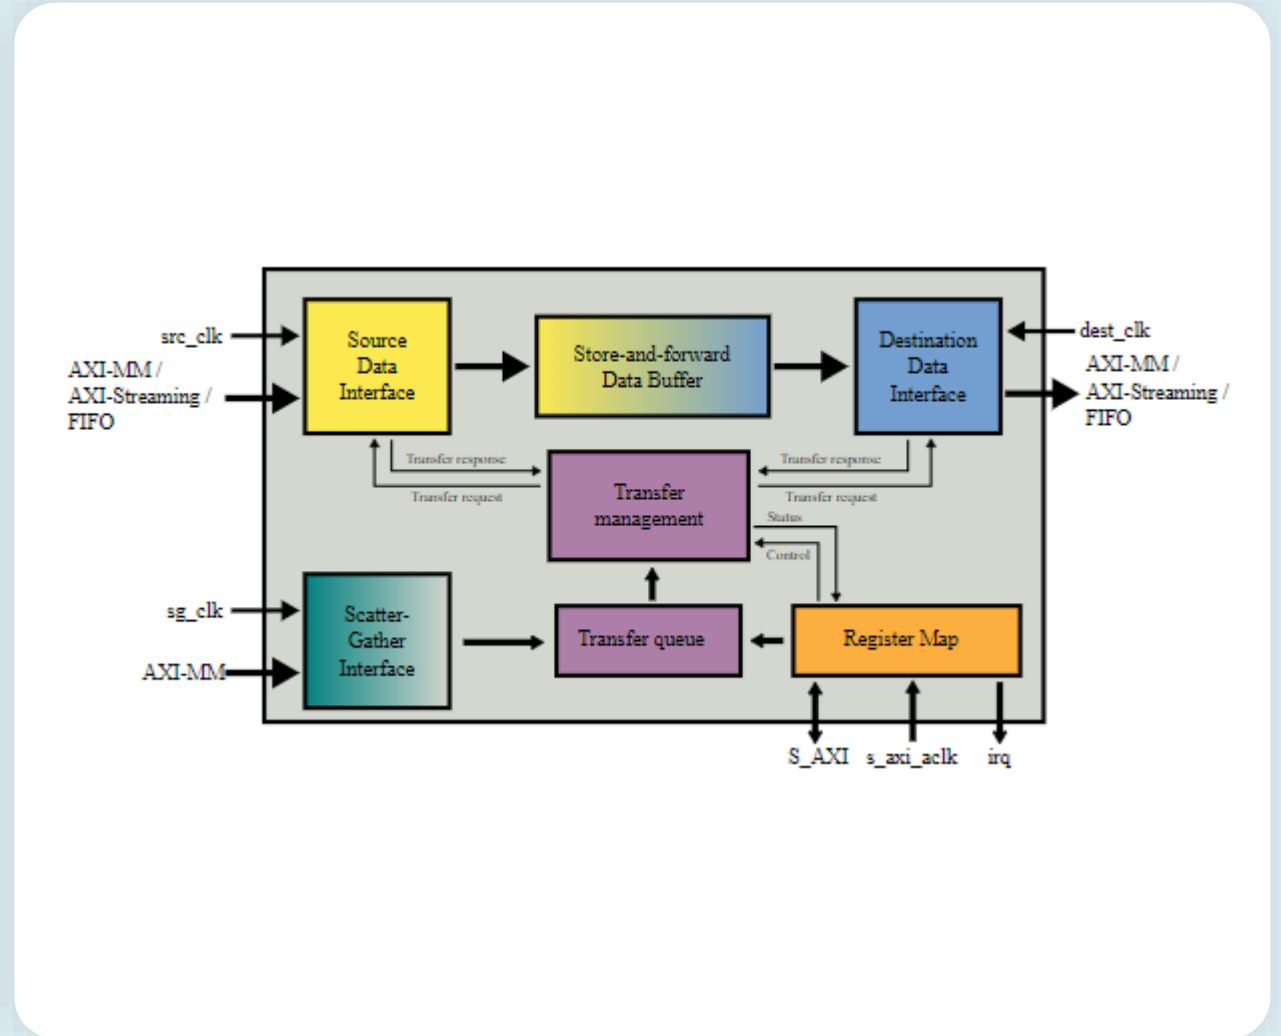 src_clk
AXI-MM /
AXI-Streaming /
FIFO
Source
Data
Interface
Store-and-forward
Data Buffer
Destination
Data
Interface
dest_clk
AXI-MM /
AXI-Streaming /
FIFO
Transfer response
Transfer request
Transfer
management
Transfer response
Transfer request
Status
Control
sg_clk
AXI-MM
Scatter-
Gather
Interface
Transfer queue
Register Map
S_AXI
s_axi_aclk
irq